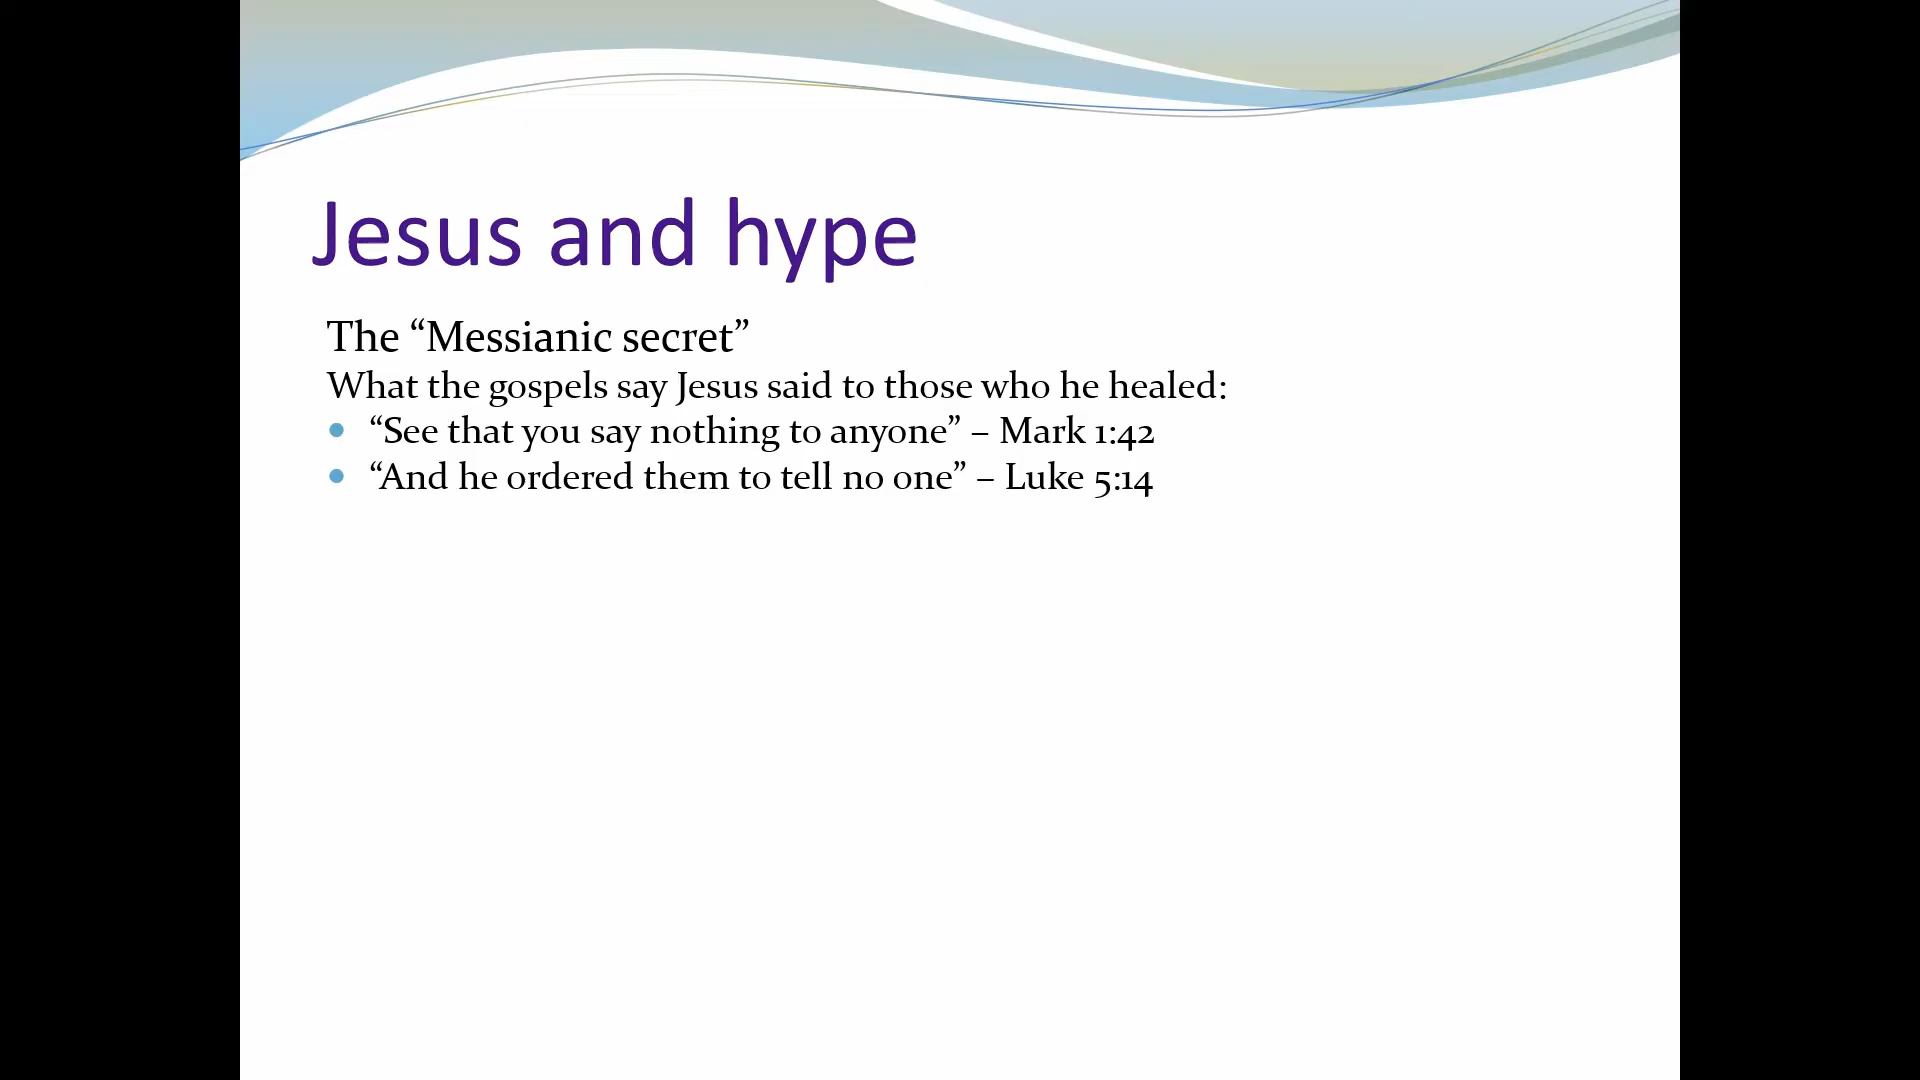 Jesus and hype
The “Messianic secret”
What the gospels say Jesus said to those who he healed:
• “See that you say nothing to anyone” – Mark 1:42
• “And he ordered them to tell no one” – Luke 5:14